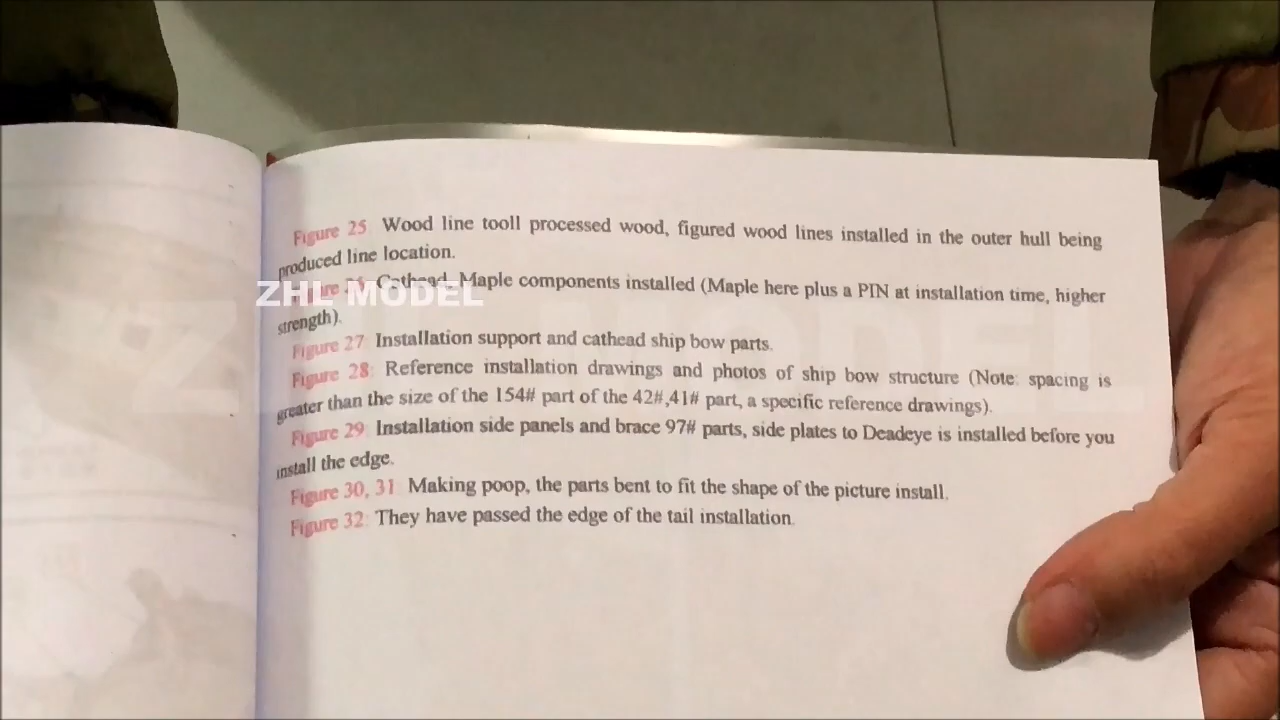 Figure 25: Wood line tooll processed wood, figured wood lines installed in the outer hull being
produced line location.
Cathead, Maple components installed (Maple here plus a PIN at installation time, higher
ZHL MODEL
strength).
Figure 27: Installation support and cathead ship bow parts.
Figure 28: Reference installation drawings and photos of ship bow structure (Note: spacing is
greater than the size of the 154# part of the 42#,41# part, a specific reference drawings).
Figure 29: Installation side panels and brace 97# parts, side plates to Deadeye is installed before you
install the edge.
Figure 30, 31: Making poop, the parts bent to fit the shape of the picture install.
Figure 32: They have passed the edge of the tail installation.